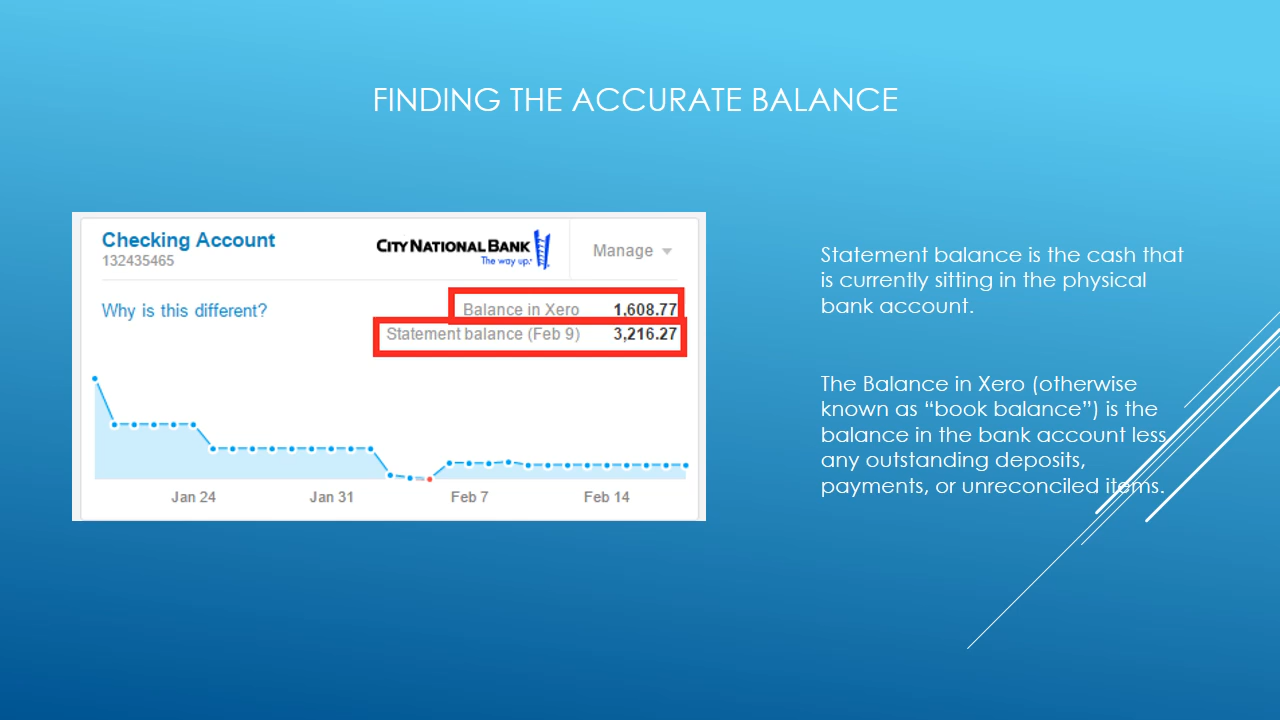 FINDING THE ACCURATE BALANCE
Checking Account
132435465
CITY NATIONAL BANK
The way up.
Manage
Why is this different?
Balance in Xero 1,608.77
Statement balance (Feb 9) 3,216.27
Jan 24 Jan 31 Feb 7 Feb 14
Statement balance is the cash that
is currently sitting in the physical
bank account.
The Balance in Xero (otherwise
known as “book balance”) is the
balance in the bank account less
any outstanding deposits,
payments, or unreconciled items.